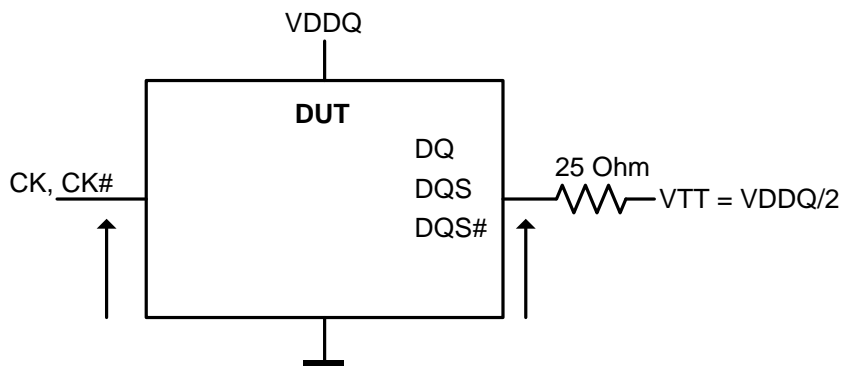 VDDQ
DUT
DQ
CK, CK#
DQS
DQS#
25 Ohm
VTT = VDDQ/2